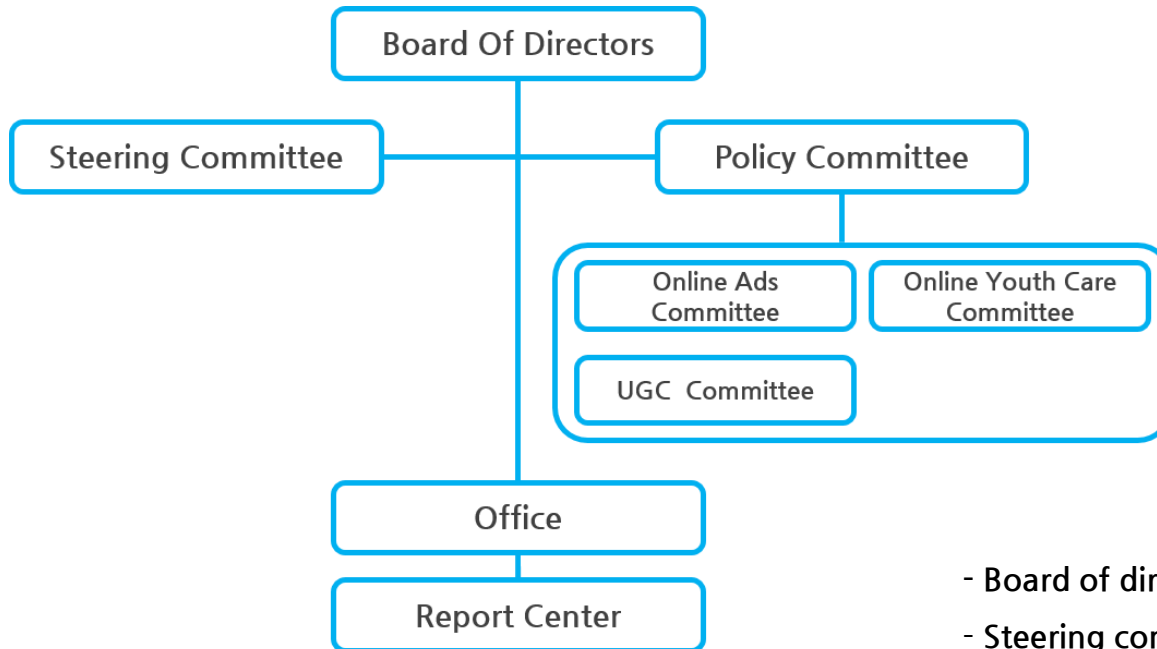 Board Of Directors
Steering Committee
Policy Committee
Online Ads
Committee
Online Youth Care
Committee
UGC Committee
Office
Report Center
- Board of dir
- Steering cor